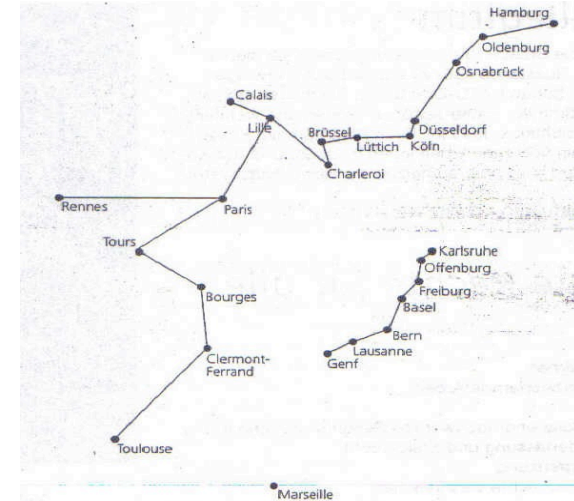 Hamburg
Oldenburg
Osnabrück
Calais
Lille
Brüssel
Lüttich
Düsseldorf
Köln
Charleroi
Rennes
Paris
Tours
Karlsruhe
Offenburg
Bourges
Freiburg
Basel
Bern
Lausanne
Genf
Clermont-
Ferrand
Toulouse
Marseille